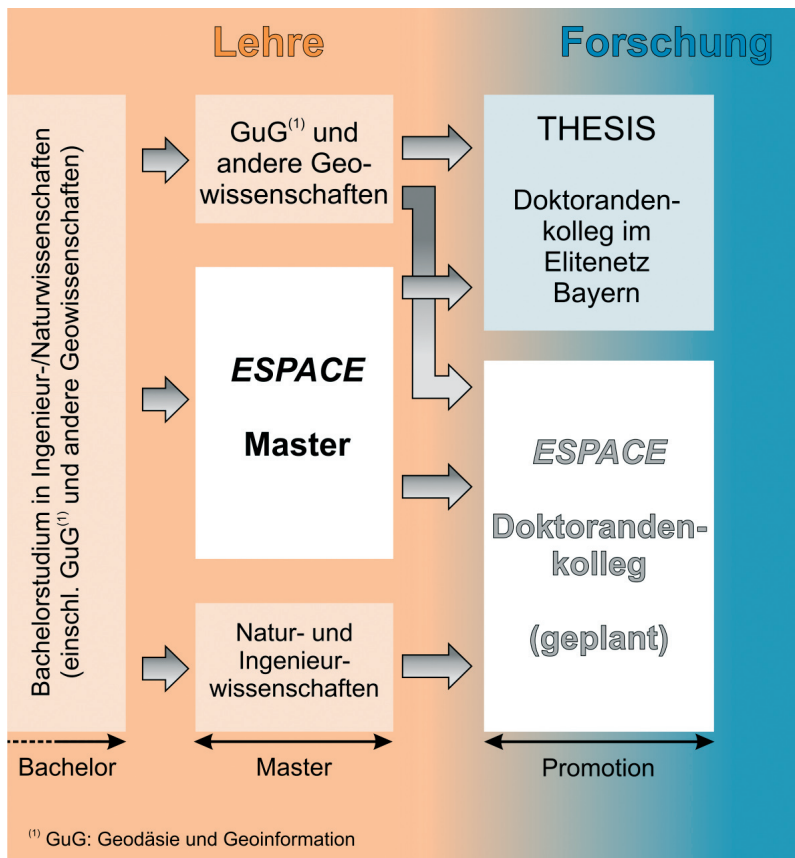 Lehre
Forschung
Bachelorstudium in Ingenieur-/Naturwissenschaften
(einschl. GuG(1) und andere Geowissenschaften)
GuG(1) und
andere Geo-
wissenschaften
ESPACE
Master
Natur- und
Ingenieur-
wissenschaften
THESIS
Doktoranden-
kolleg im
Elitenetz
Bayern
ESPACE
Doktoranden-
kolleg
(geplant)
Bachelor
Master
Promotion
(1) GuG: Geodäsie und Geoinformation